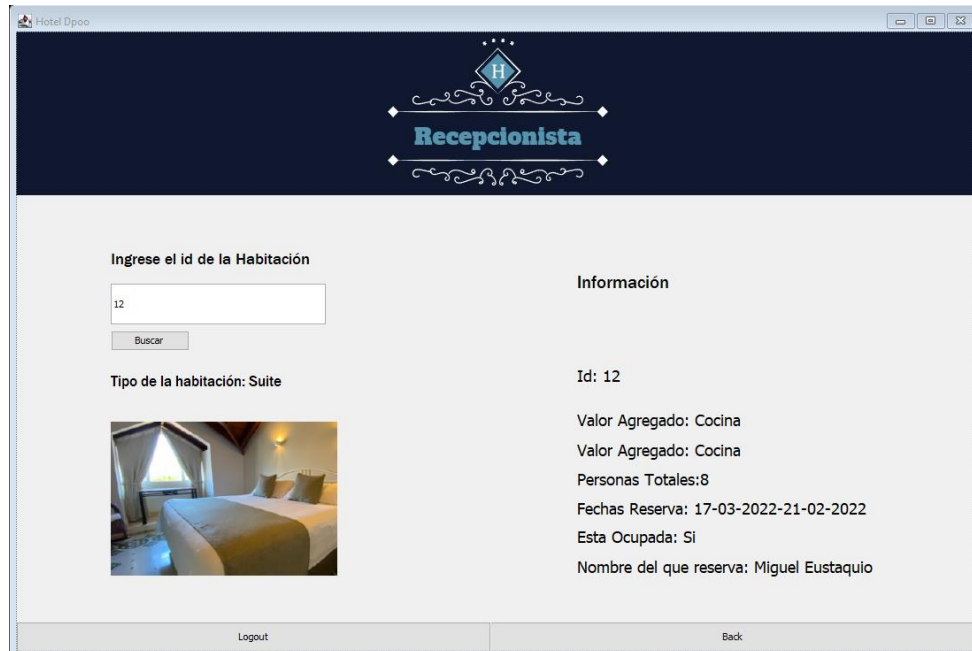 Hotel Dpoo
H
Recepcionista
Ingrese el id de la Habitación
12
Buscar
Tipo de la habitación: Suite
Información
Id: 12
Valor Agregado: Cocina
Valor Agregado: Cocina
Personas Totales:8
Fechas Reserva: 17-03-2022-21-02-2022
Esta Ocupada: Si
Nombre del que reserva: Miguel Eustaquio
Logout
Back